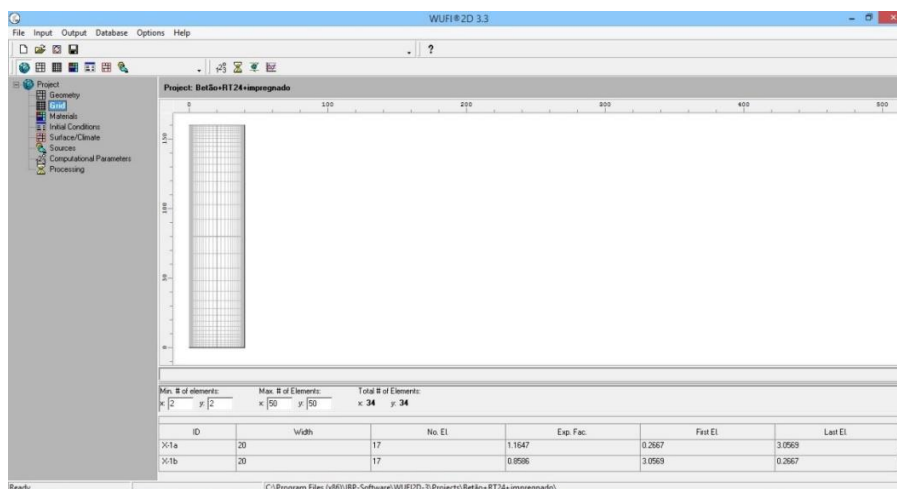 WUFI®2D 3.3
File Input Output Database Options Help
?
Project
Geometry
Grid
Materials
Initial Conditions
Surface/Climate
Sources
Computational Parameters
Processing
Project: Betão+RT24+impregnado
0 100 200 300 400 500
150
100
50
0
Min. # of elements: Max. # of Elements: Total # of Elements:
x: 2 y: 2 x: 50 y: 50 x: 34 y: 34
ID Width No. El. Exp. Fac. First El. Last El.
X-1a 20 17 1.1647 0.2667 3.0569
X-1b 20 17 0.8586 3.0569 0.2667
Ready C:\Program Files (x86)\IBP-Software\WUFI2D-3\Projects\Betão+RT24+impregnado\